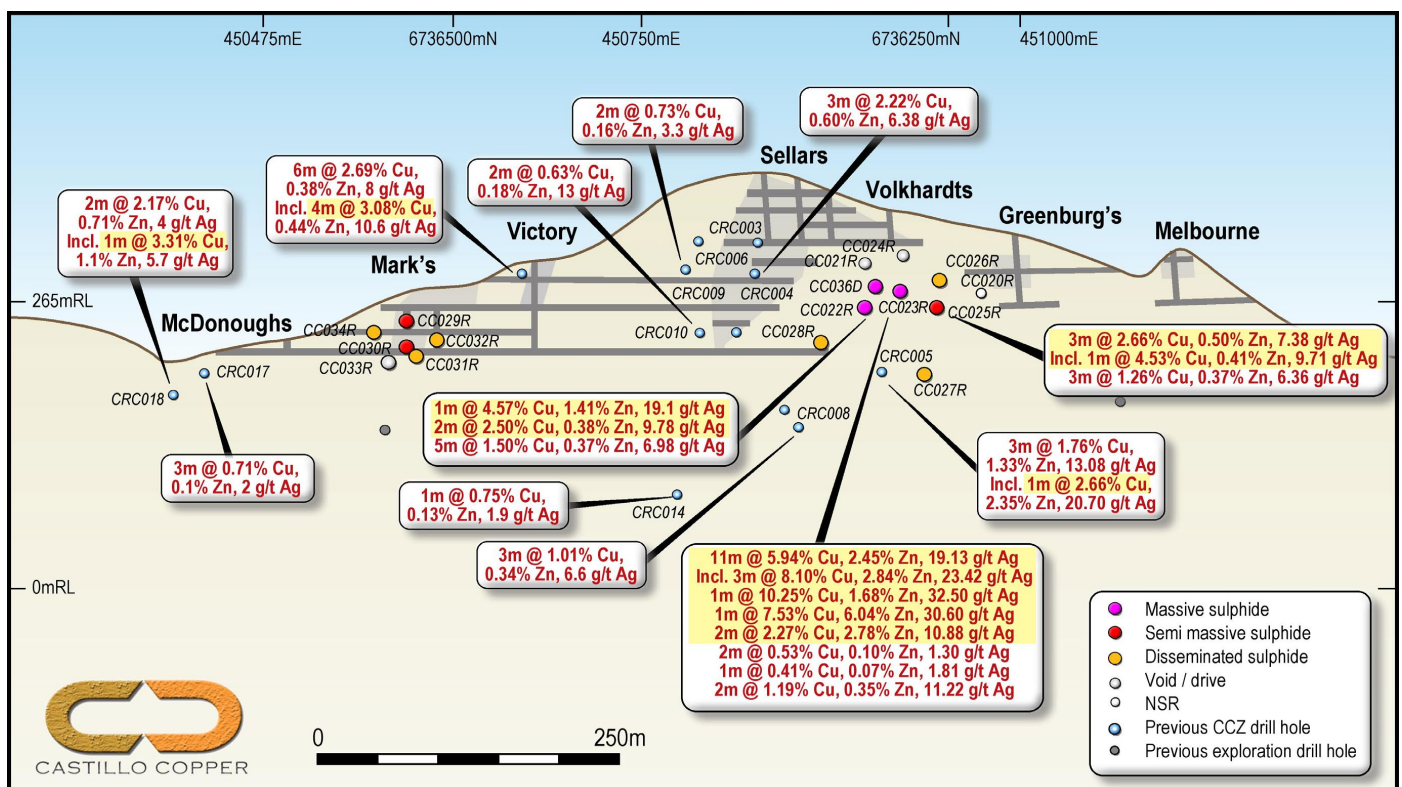 450475mE
6736500mN
450750mE
6736250mN
451000mE
2m @ 0.73% Cu,
0.16% Zn, 3.3 g/t Ag
3m @ 2.22% Cu,
0.60% Zn, 6.38 g/t Ag
6m @ 2.69% Cu,
0.38% Zn, 8 g/t Ag
Incl. 4m @ 3.08% Cu,
0.44% Zn, 10.6 g/t Ag
2m @ 0.63% Cu,
0.18% Zn, 13 g/t Ag
2m @ 2.17% Cu,
0.71% Zn, 4 g/t Ag
Incl. 1m @ 3.31% Cu,
1.1% Zn, 5.7 g/t Ag
Sellars
Volkhardts
Greenburg's
Melbourne
Victory
Mark's
McDonoughs
265mRL
CRC003
CRC006
CRC009
CRC004
CC024R
CC021R
CC026R
CC020R
CC036D
CC022R
CC023R
CC025R
CC034R
CC029R
CC030R
CC032R
CC033R
CC031R
CRC010
CC028R
CRC005
CC027R
CRC017
CRC018
CRC008
CRC014
3m @ 2.66% Cu, 0.50% Zn, 7.38 g/t Ag
Incl. 1m @ 4.53% Cu, 0.41% Zn, 9.71 g/t Ag
3m @ 1.26% Cu, 0.37% Zn, 6.36 g/t Ag
1m @ 4.57% Cu, 1.41% Zn, 19.1 g/t Ag
2m @ 2.50% Cu, 0.38% Zn, 9.78 g/t Ag
5m @ 1.50% Cu, 0.37% Zn, 6.98 g/t Ag
3m @ 1.76% Cu,
1.33% Zn, 13.08 g/t Ag
Incl. 1m @ 2.66% Cu,
2.35% Zn, 20.70 g/t Ag
3m @ 0.71% Cu,
0.1% Zn, 2 g/t Ag
1m @ 0.75% Cu,
0.13% Zn, 1.9 g/t Ag
3m @ 1.01% Cu,
0.34% Zn, 6.6 g/t Ag
11m @ 5.94% Cu, 2.45% Zn, 19.13 g/t Ag
Incl. 3m @ 8.10% Cu, 2.84% Zn, 23.42 g/t Ag
1m @ 10.25% Cu, 1.68% Zn, 32.50 g/t Ag
1m @ 7.53% Cu, 6.04% Zn, 30.60 g/t Ag
2m @ 2.27% Cu, 2.78% Zn, 10.88 g/t Ag
2m @ 0.53% Cu, 0.10% Zn, 1.30 g/t Ag
1m @ 0.41% Cu, 0.07% Zn, 1.81 g/t Ag
2m @ 1.19% Cu, 0.35% Zn, 11.22 g/t Ag
0mRL
Massive sulphide
Semi massive sulphide
Disseminated sulphide
Void / drive
NSR
Previous CCZ drill hole
Previous exploration drill hole
CASTILLO COPPER
0
250m